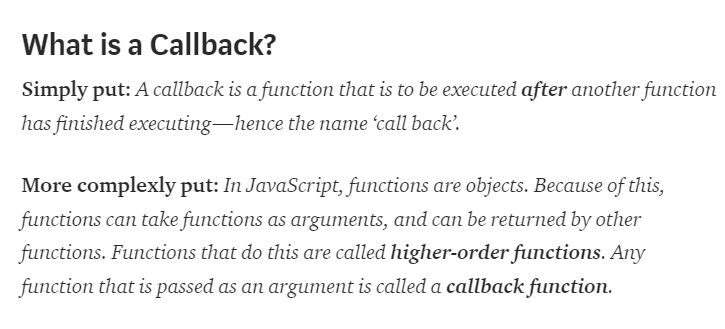 What is a Callback?
Simply put: A callback is a function that is to be executed after another function
has finished executing—hence the name ‘call back’.
More complexly put: In JavaScript, functions are objects. Because of this,
functions can take functions as arguments, and can be returned by other
functions. Functions that do this are called higher-order functions. Any
function that is passed as an argument is called a callback function.